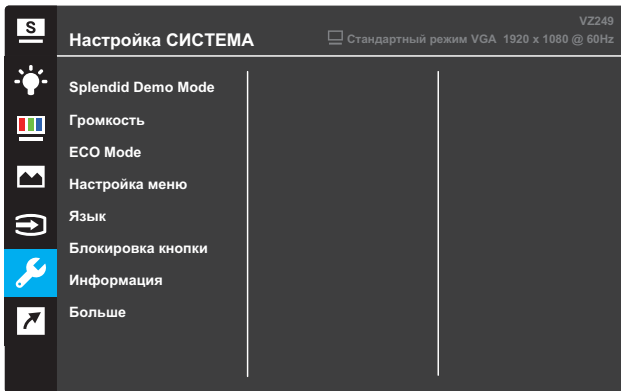 S
VZ249
Настройка СИСТЕМА
Стандартный режим VGA 1920 x 1080 @ 60Hz
Splendid Demo Mode
Громкость
ECO Mode
Настройка меню
Язык
Блокировка кнопки
Информация
Больше